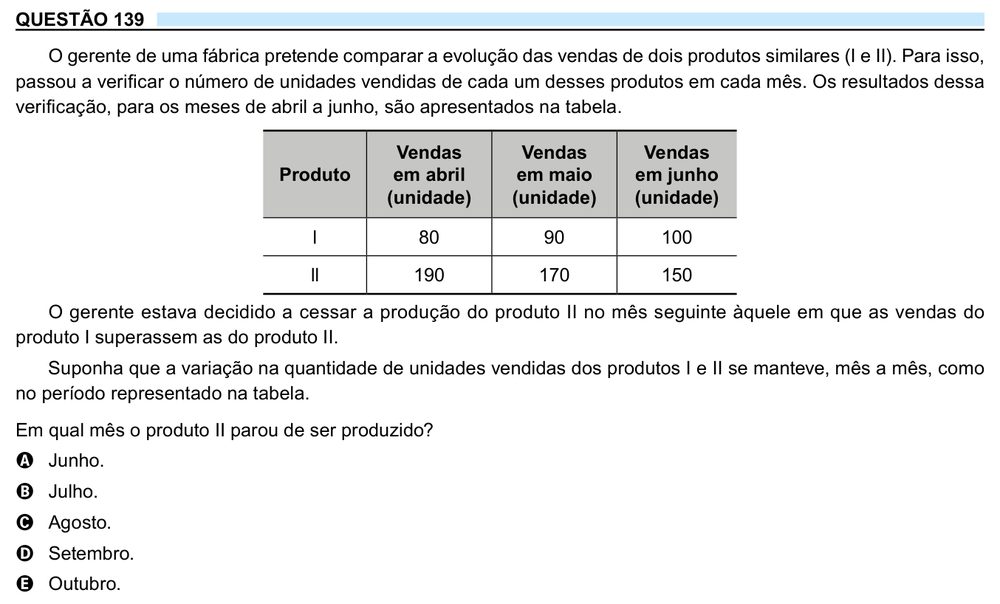 QUESTÃO 139
O gerente de uma fábrica pretende comparar a evolução das vendas de dois produtos similares (I e II). Para isso,
passou a verificar o número de unidades vendidas de cada um desses produtos em cada mês. Os resultados dessa
verificação, para os meses de abril a junho, são apresentados na tabela.
Produto Vendas em abril (unidade) Vendas em maio (unidade) Vendas em junho (unidade)
I 80 90 100
II 190 170 150
O gerente estava decidido a cessar a produção do produto II no mês seguinte àquele em que as vendas do
produto I superassem as do produto II.
Suponha que a variação na quantidade de unidades vendidas dos produtos I e II se manteve, mês a mês, como
no período representado na tabela.
Em qual mês o produto II parou de ser produzido?
A Junho.
B Julho.
C Agosto.
D Setembro.
E Outubro.